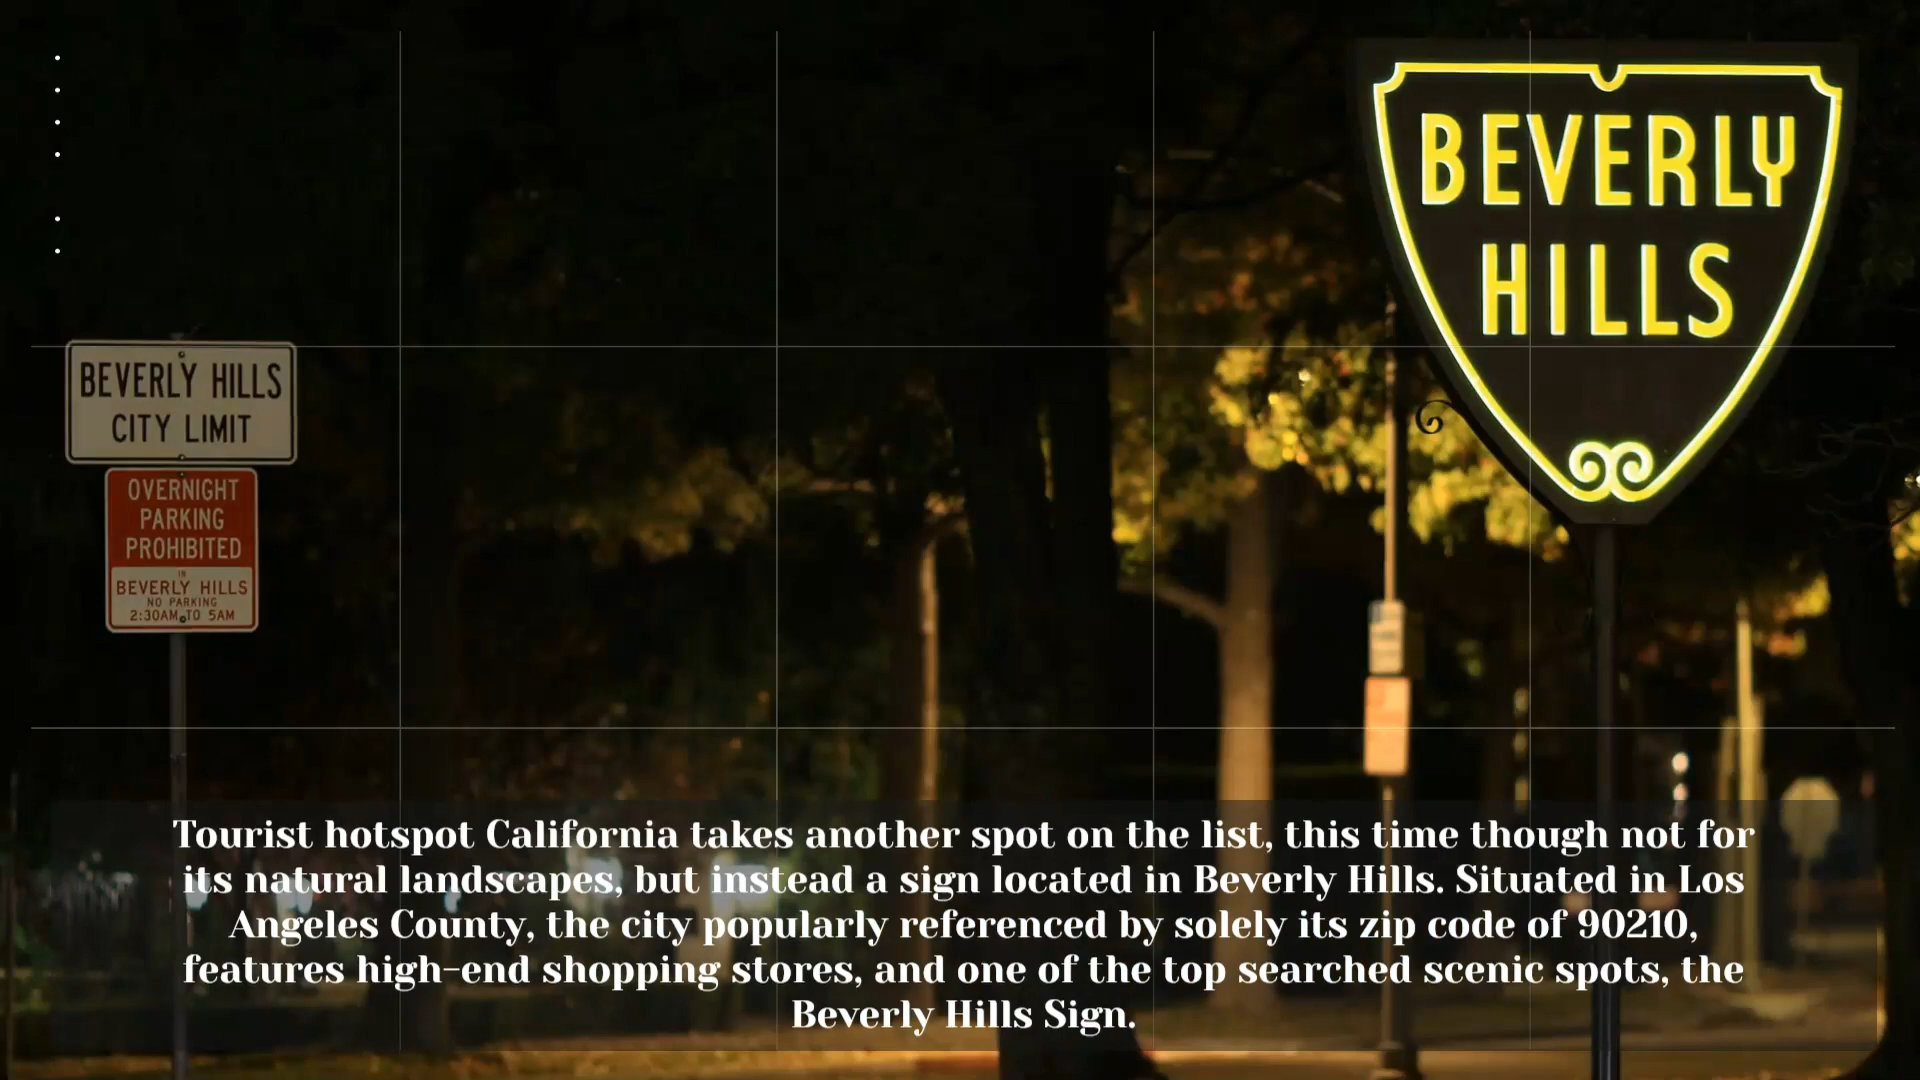 BEVERLY
HILLS
BEVERLY HILLS
CITY LIMIT
OVERNIGHT
PARKING
PROHIBITED
IN
BEVERLY HILLS
NO PARKING
2:30AM TO 5AM
Tourist hotspot California takes another spot on the list, this time though not for
its natural landscapes, but instead a sign located in Beverly Hills. Situated in Los
Angeles County, the city popularly referenced by solely its zip code of 90210,
features high-end shopping stores, and one of the top searched scenic spots, the
Beverly Hills Sign.